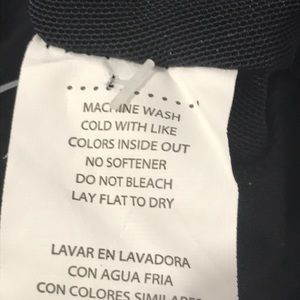 MACHINE WASH
COLD WITH LIKE
COLORS INSIDE OUT
NO SOFTENER
DO NOT BLEACH
LAY FLAT TO DRY
LAVAR EN LAVADORA
CON AGUA FRIA
CON COLORES SIMILARES